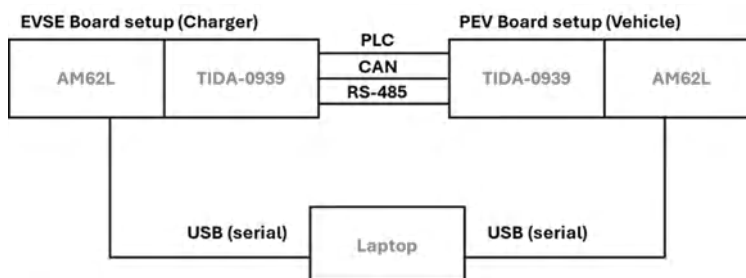 EVSE Board setup (Charger)
PEV Board setup (Vehicle)
PLC
CAN
RS-485
AM62L
TIDA-0939
TIDA-0939
AM62L
USB (serial)
USB (serial)
Laptop